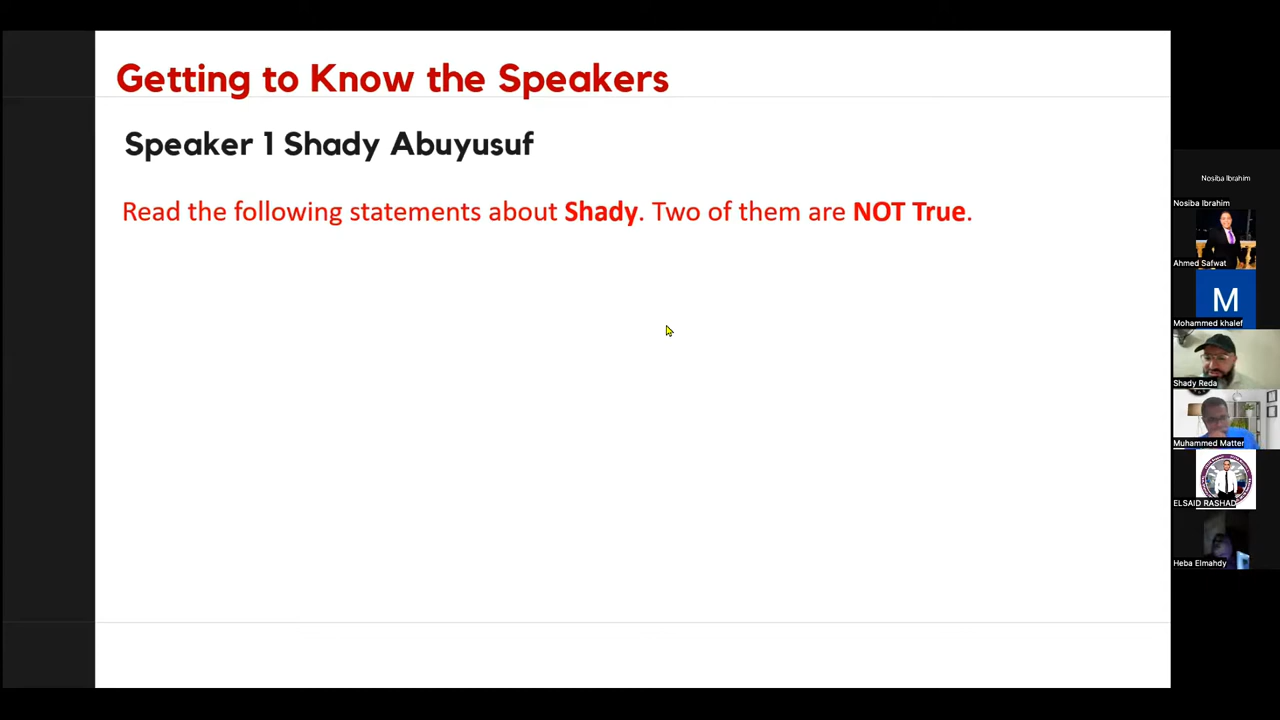 Getting to Know the Speakers
Speaker 1 Shady Abuyusuf
Read the following statements about Shady. Two of them are NOT True.
Nosiba Ibrahim
Nosiba Ibrahim
Ahmed Safwat
M
Mohammed khalef
Shady Reda
Muhammed Matter
ELSAID RASHAD
Heba Elmahdy